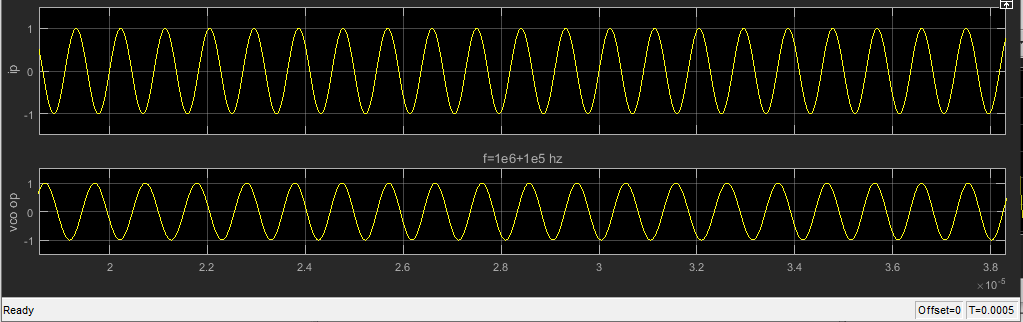 1
0
-1
ip
f=1e6+1e5 hz
1
0
-1
vco op
2 2.2 2.4 2.6 2.8 3 3.2 3.4 3.6 3.8
×10^-5
Ready Offset=0 T=0.0005